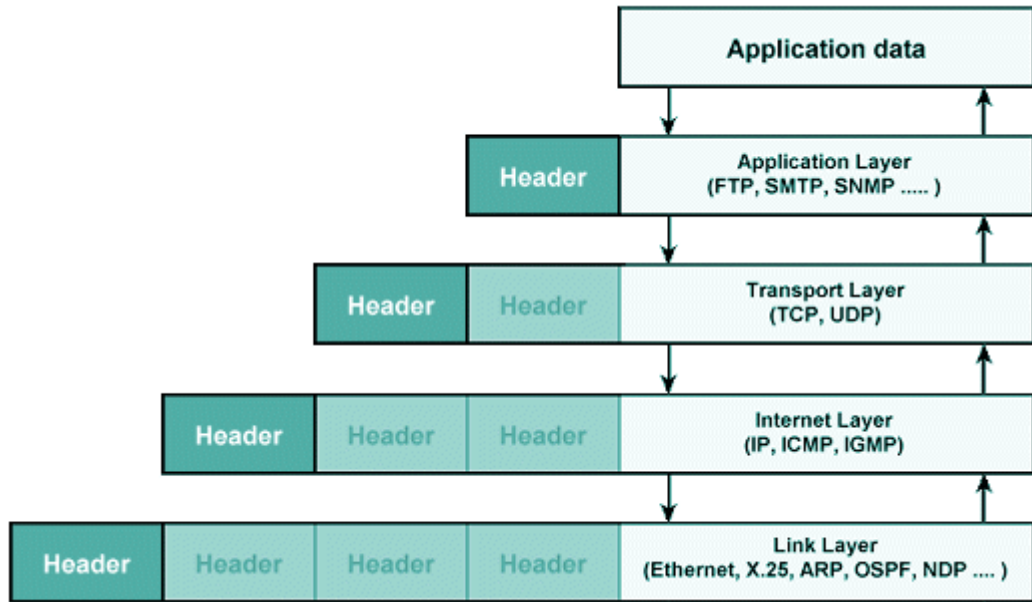 Application data
Header
Application Layer
(FTP, SMTP, SNMP ..... )
Header
Header
Transport Layer
(TCP, UDP)
Header
Header
Header
Internet Layer
(IP, ICMP, IGMP)
Header
Header
Header
Header
Link Layer
(Ethernet, X.25, ARP, OSPF, NDP .... )